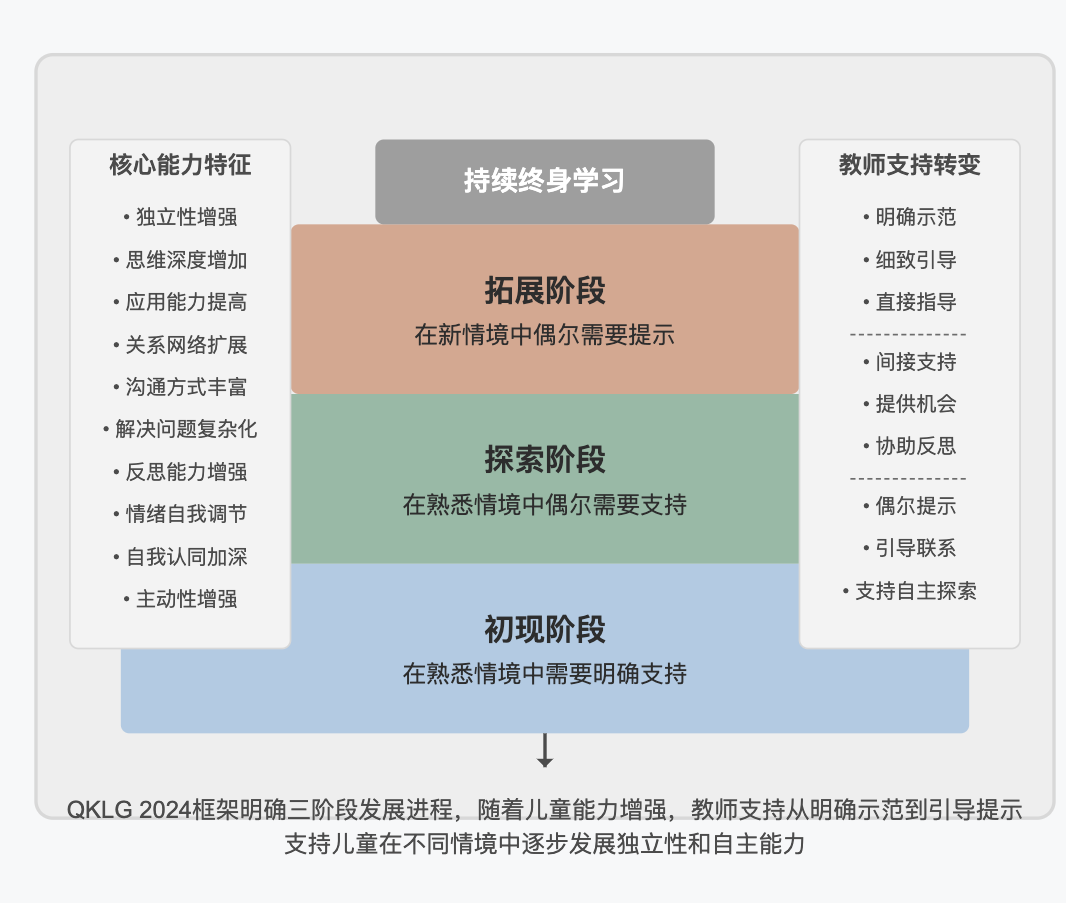 核心能力特征
• 独立性增强
• 思维深度增加
• 应用能力提高
• 关系网络扩展
• 沟通方式丰富
• 解决问题复杂化
• 反思能力增强
• 情绪自我调节
• 自我认同加深
• 主动性增强
持续终身学习
拓展阶段
在新情境中偶尔需要提示
探索阶段
在熟悉情境中偶尔需要支持
初现阶段
在熟悉情境中需要明确支持
教师支持转变
• 明确示范
• 细致引导
• 直接指导
• 间接支持
• 提供机会
• 协助反思
• 偶尔提示
• 引导联系
• 支持自主探索
QKLG 2024框架明确三阶段发展进程，随着儿童能力增强，教师支持从明确示范到引导提示
支持儿童在不同情境中逐步发展独立性和自主能力